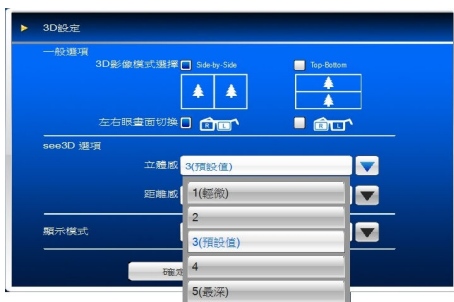 3D設定
一般選項
3D影像模式選擇 Side-by-Side Top-Bottom
左右眼畫面切換 R L R L
see3D 選項
立體感 3(預設值)
距離感
1(輕微)
2
顯示模式
3(預設值)
4
確定
5(最深)